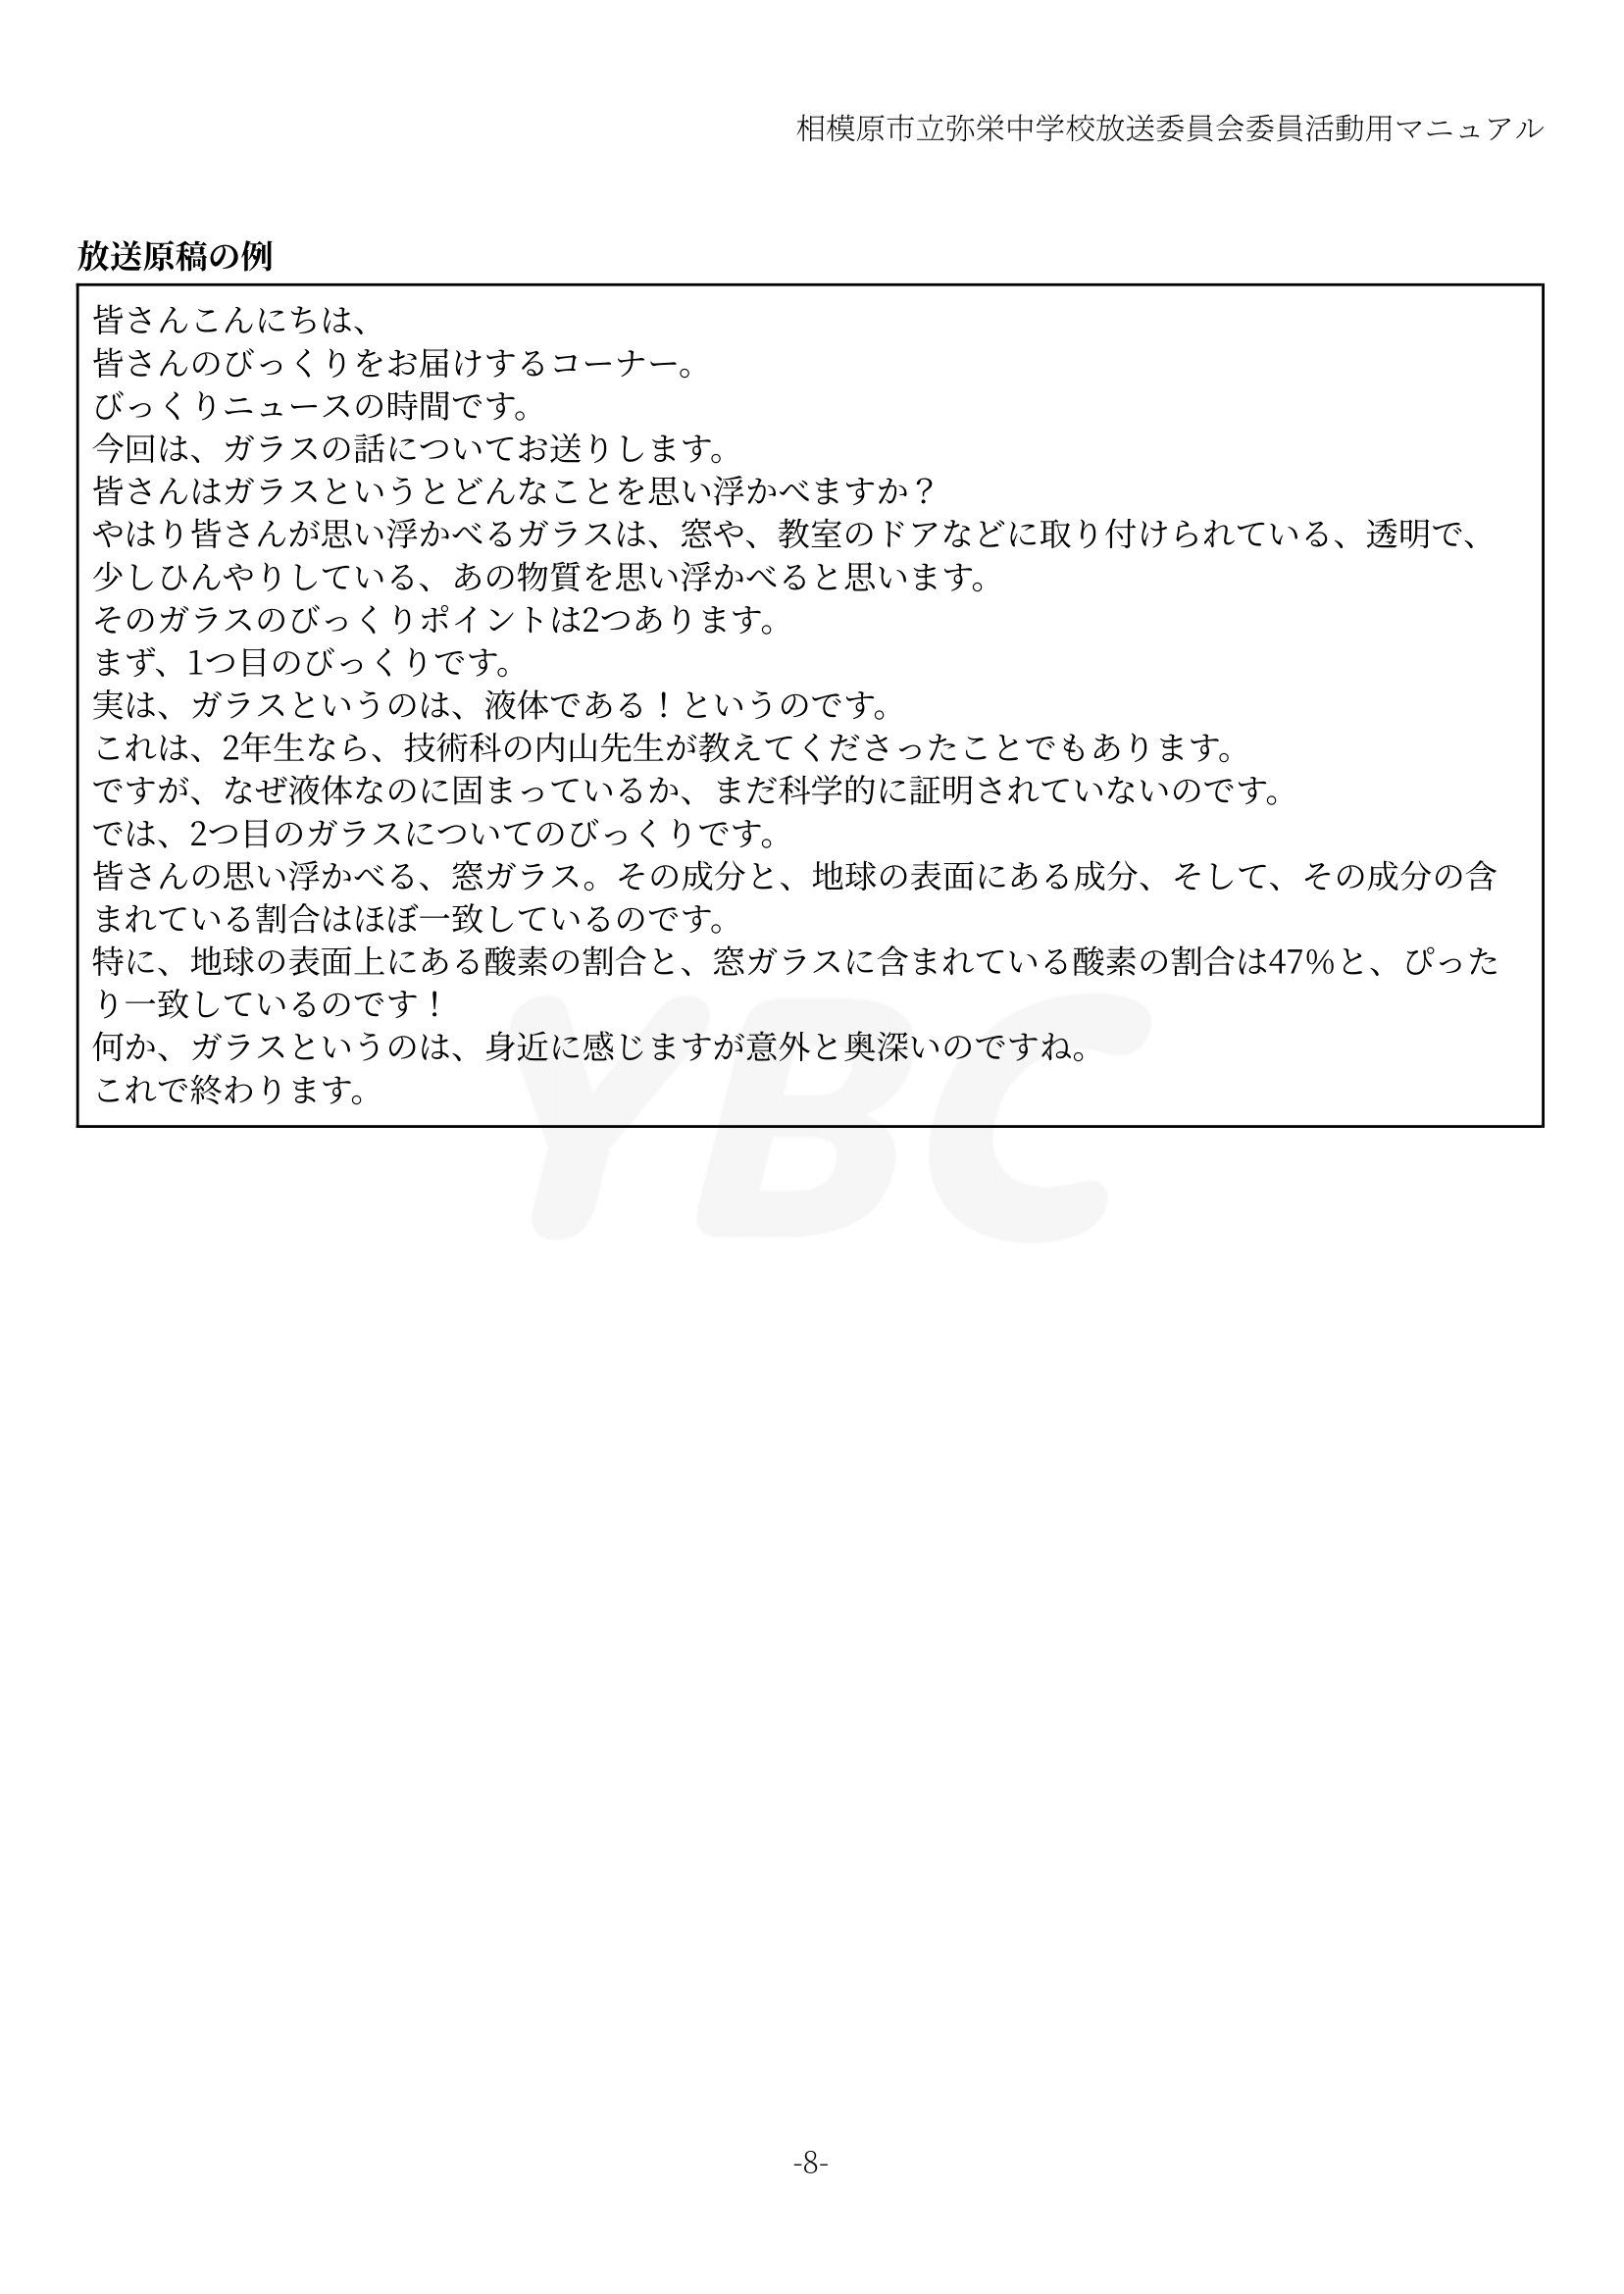 相模原市立弥栄中学校放送委員会委員活動用マニュアル
放送原稿の例
皆さんこんにちは、
皆さんのびっくりをお届けするコーナー。
びっくりニュースの時間です。
今回は、ガラスの話についてお送りします。
皆さんはガラスというとどんなことを思い浮かべますか？
やはり皆さんが思い浮かべるガラスは、窓や、教室のドアなどに取り付けられている、透明で、
少しひんやりしている、あの物質を思い浮かべると思います。
そのガラスのびっくりポイントは2つあります。
まず、1つ目のびっくりです。
実は、ガラスというのは、液体である！というのです。
これは、2年生なら、技術科の内山先生が教えてくださったことでもあります。
ですが、なぜ液体なのに固まっているか、まだ科学的に証明されていないのです。
では、2つ目のガラスについてのびっくりです。
皆さんの思い浮かべる、窓ガラス。その成分と、地球の表面にある成分、そして、その成分の含
まれている割合はほぼ一致しているのです。
特に、地球の表面上にある酸素の割合と、窓ガラスに含まれている酸素の割合は47%と、ぴった
り一致しているのです！
何か、ガラスというのは、身近に感じますが意外と奥深いのですね。
これで終わります。
YBC
-8-